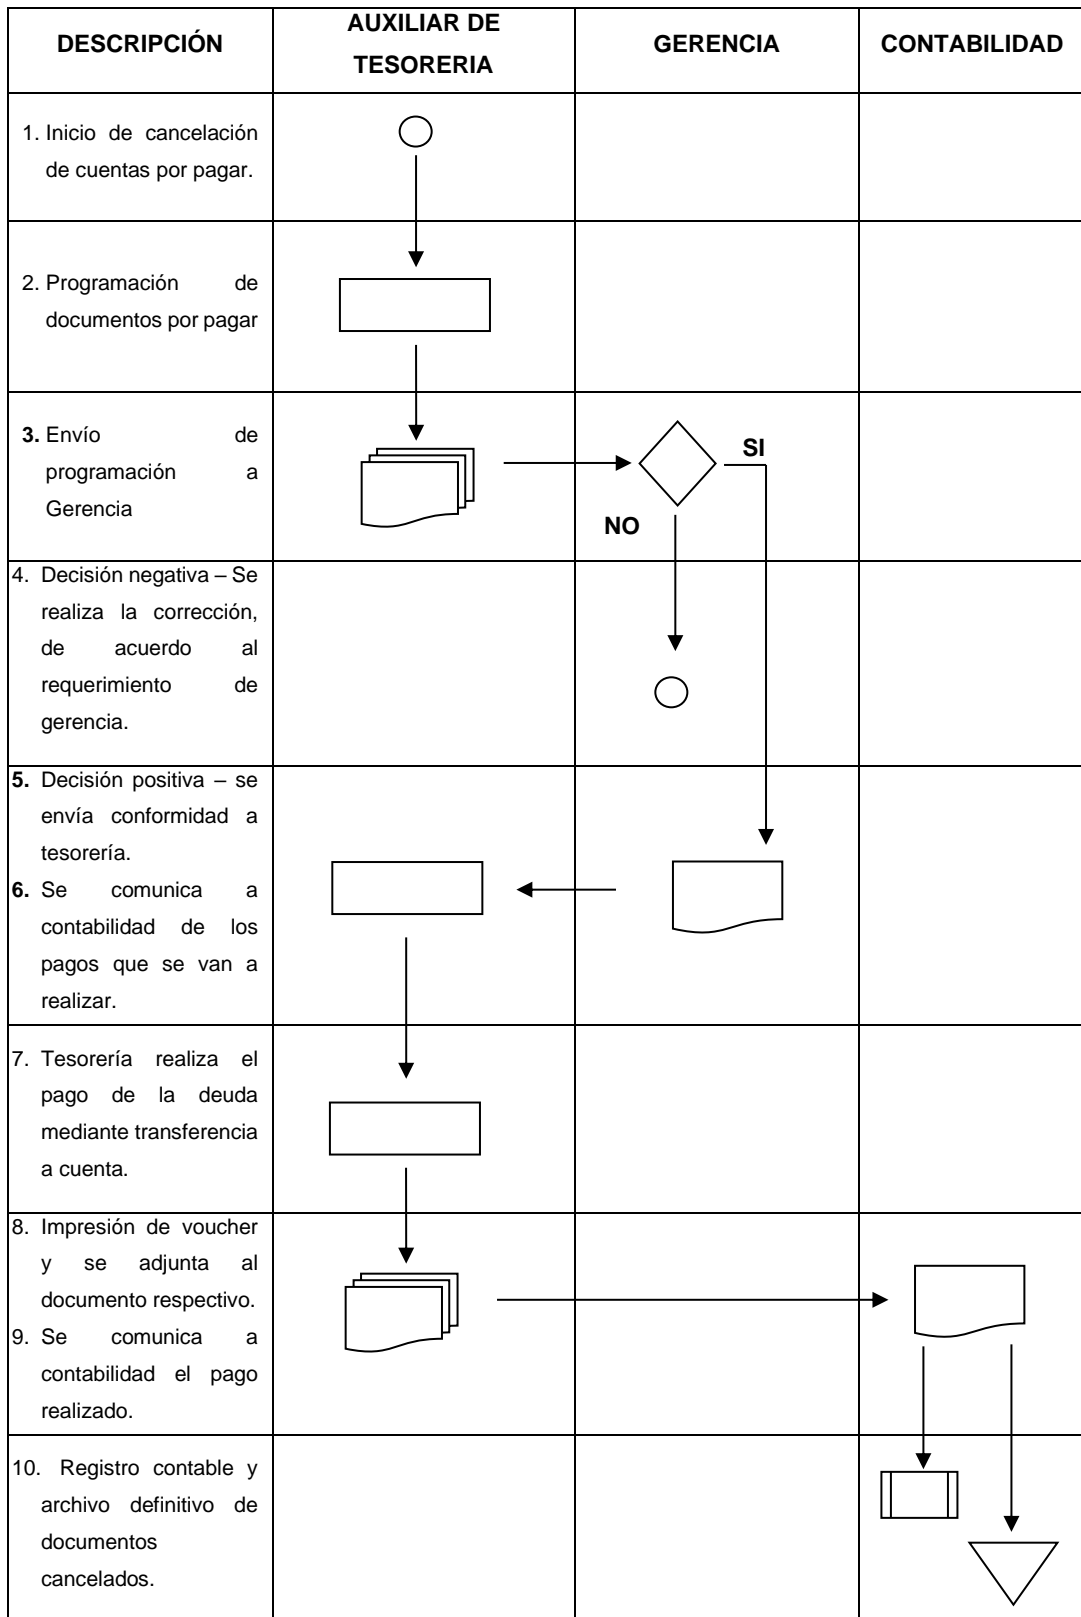 DESCRIPCIÓN
AUXILIAR DE
TESORERIA
GERENCIA
CONTABILIDAD
1. Inicio de cancelación
de cuentas por pagar.
2. Programación de
documentos por pagar
3. Envío de
programación a
Gerencia
SI
NO
4. Decisión negativa – Se
realiza la corrección,
de acuerdo al
requerimiento de
gerencia.
5. Decisión positiva – se
envía conformidad a
tesorería.
6. Se comunica a
contabilidad de los
pagos que se van a
realizar.
7. Tesorería realiza el
pago de la deuda
mediante transferencia
a cuenta.
8. Impresión de voucher
y se adjunta al
documento respectivo.
9. Se comunica a
contabilidad el pago
realizado.
10. Registro contable y
archivo definitivo de
documentos
cancelados.